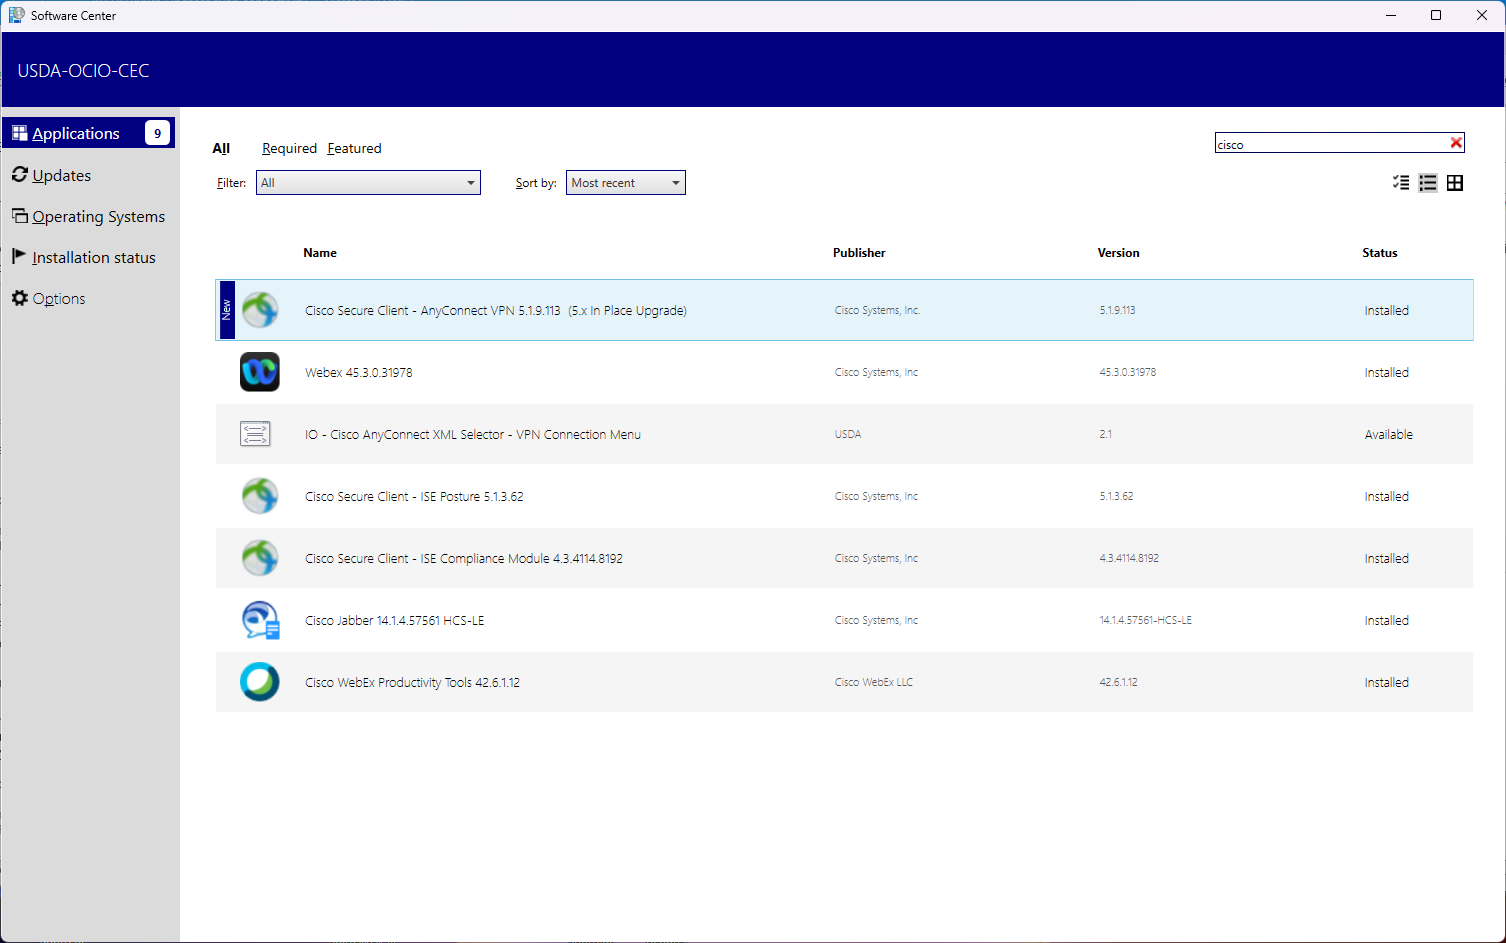 Software Center
USDA-OCIO-CEC
Applications 9
Updates
Operating Systems
Installation status
Options
All Required Featured
cisco
Filter: All Sort by: Most recent
Name Publisher Version Status
New Cisco Secure Client - AnyConnect VPN 5.1.9.113 (5.x In Place Upgrade) Cisco Systems, Inc. 5.1.9.113 Installed
Webex 45.3.0.31978 Cisco Systems, Inc 45.3.0.31978 Installed
IO - Cisco AnyConnect XML Selector - VPN Connection Menu USDA 2.1 Available
Cisco Secure Client - ISE Posture 5.1.3.62 Cisco Systems, Inc 5.1.3.62 Installed
Cisco Secure Client - ISE Compliance Module 4.3.4114.8192 Cisco Systems, Inc 4.3.4114.8192 Installed
Cisco Jabber 14.1.4.57561 HCS-LE Cisco Systems, Inc 14.1.4.57561-HCS-LE Installed
Cisco WebEx Productivity Tools 42.6.1.12 Cisco WebEx LLC 42.6.1.12 Installed